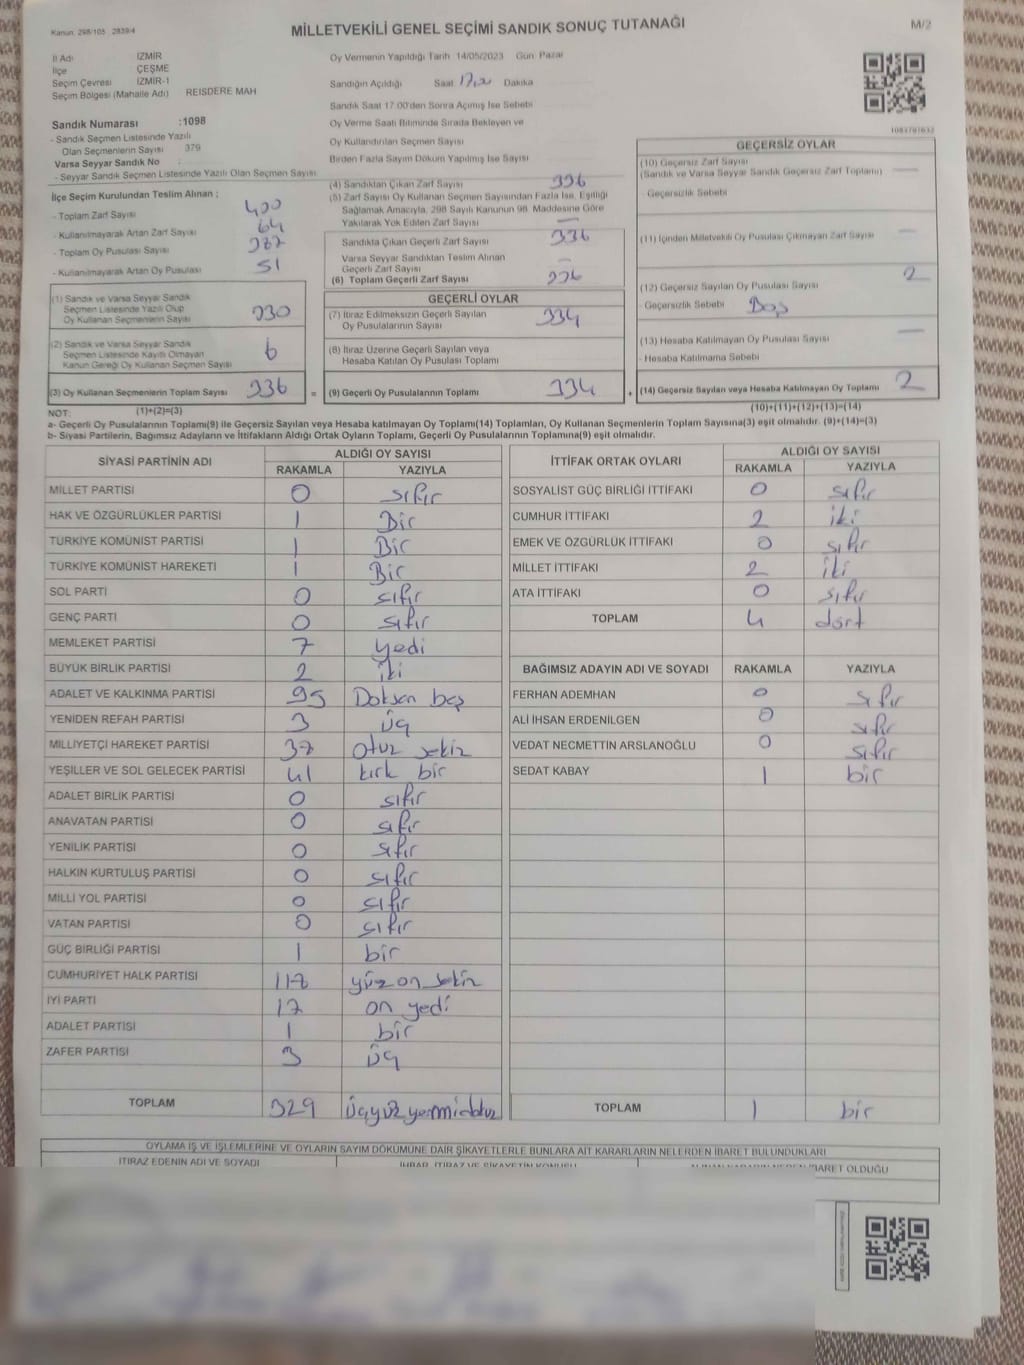 Kanun: 298/105 2839/4
MİLLETVEKİLİ GENEL SEÇİMİ SANDIK SONUÇ TUTANAĞI
M/2
İl Adı İZMİR
İlçe ÇEŞME
Seçim Çevresi İZMİR-1
Seçim Bölgesi (Mahalle Adı) REISDERE MAH
Oy Vermenin Yapıldığı Tarih 14/05/2023 Gün Pazar
Sandığın Açıldığı Saat Dakika
Sandık Saat 17:00'den Sonra Açılmış İse Sebebi
Oy Verme Saati Bitiminde Sırada Bekleyen ve
Oy Kullandırılan Seçmen Sayısı
Birden Fazla Sayım Döküm Yapılmış İse Sayısı
Sandık Numarası :1098
- Sandık Seçmen Listesinde Yazılı
Olan Seçmenlerin Sayısı 379
Varsa Seyyar Sandık No
- Seyyar Sandık Seçmen Listesinde Yazılı Olan Seçmen Sayısı
İlçe Seçim Kurulundan Teslim Alınan ;
- Toplam Zarf Sayısı 400
- Kullanılmayarak Artan Zarf Sayısı 64
- Toplam Oy Pusulası Sayısı 387
- Kullanılmayarak Artan Oy Pusulası 51
(1) Sandık ve Varsa Seyyar Sandık
Seçmen Listesinde Yazılı Olup
Oy Kullanan Seçmenlerin Sayısı 330
(2) Sandık ve Varsa Seyyar Sandık
Seçmen Listesinde Kayıtlı Olmayan
Kanun Gereği Oy Kullanan Seçmen Sayısı 6
(3) Oy Kullanan Seçmenlerin Toplam Sayısı 336
(4) Sandıktan Çıkan Zarf Sayısı 336
(5) Zarf Sayısı Oy Kullanan Seçmen Sayısından Fazla İse, Eşitliği
Sağlamak Amacıyla, 298 Sayılı Kanunun 98. Maddesine Göre
Yakılarak Yok Edilen Zarf Sayısı —
Sandıkta Çıkan Geçerli Zarf Sayısı 336
Varsa Seyyar Sandıktan Teslim Alınan
Geçerli Zarf Sayısı —
(6) Toplam Geçerli Zarf Sayısı 336
GEÇERLİ OYLAR
(7) İtiraz Edilmeksizin Geçerli Sayılan
Oy Pusulalarının Sayısı 334
(8) İtiraz Üzerine Geçerli Sayılan veya
Hesaba Katılan Oy Pusulası Toplamı
= (9) Geçerli Oy Pusulalarının Toplamı 334 +
GEÇERSİZ OYLAR
(10) Geçersiz Zarf Sayısı
(Sandık ve Varsa Seyyar Sandık Geçersiz Zarf Toplamı) —
- Geçersizlik Sebebi
(11) İçinden Milletvekili Oy Pusulası Çıkmayan Zarf Sayısı —
(12) Geçersiz Sayılan Oy Pusulası Sayısı 2
- Geçersizlik Sebebi Boş
(13) Hesaba Katılmayan Oy Pusulası Sayısı —
- Hesaba Katılmama Sebebi
(14) Geçersiz Sayılan veya Hesaba Katılmayan Oy Toplamı 2
NOT: (1)+(2)=(3) (10)+(11)+(12)+(13)=(14)
a- Geçerli Oy Pusulalarının Toplamı(9) ile Geçersiz Sayılan veya Hesaba katılmayan Oy Toplamı(14) Toplamları, Oy Kullanan Seçmenlerin Toplam Sayısına(3) eşit olmalıdır. (9)+(14)=(3)
b- Siyasi Partilerin, Bağımsız Adayların ve İttifakların Aldığı Ortak Oyların Toplamı, Geçerli Oy Pusulalarının Toplamına(9) eşit olmalıdır.
SİYASİ PARTİNİN ADI ALDIĞI OY SAYISI
RAKAMLA YAZIYLA
MİLLET PARTİSİ 0 sıfır
HAK VE ÖZGÜRLÜKLER PARTİSİ 1 Bir
TÜRKİYE KOMÜNİST PARTİSİ 1 Bir
TÜRKİYE KOMÜNİST HAREKETİ 1 Bir
SOL PARTİ 0 sıfır
GENÇ PARTİ 0 sıfır
MEMLEKET PARTİSİ 7 yedi
BÜYÜK BİRLİK PARTİSİ 2 iki
ADALET VE KALKINMA PARTİSİ 95 Doksan beş
YENİDEN REFAH PARTİSİ 3 üç
MİLLİYETÇİ HAREKET PARTİSİ 38 otuz sekiz
YEŞİLLER VE SOL GELECEK PARTİSİ 41 kırk bir
ADALET BİRLİK PARTİSİ 0 sıfır
ANAVATAN PARTİSİ 0 sıfır
YENİLİK PARTİSİ 0 sıfır
HALKIN KURTULUŞ PARTİSİ 0 sıfır
MİLLİ YOL PARTİSİ 0 sıfır
VATAN PARTİSİ 0 sıfır
GÜÇ BİRLİĞİ PARTİSİ 1 bir
CUMHURİYET HALK PARTİSİ 118 yüz on sekiz
İYİ PARTİ 17 on yedi
ADALET PARTİSİ 1 bir
ZAFER PARTİSİ 3 üç
TOPLAM 329 üçyüzyirmidokuz
İTTİFAK ORTAK OYLARI ALDIĞI OY SAYISI
RAKAMLA YAZIYLA
SOSYALİST GÜÇ BİRLİĞİ İTTİFAKI 0 sıfır
CUMHUR İTTİFAKI 2 iki
EMEK VE ÖZGÜRLÜK İTTİFAKI 0 sıfır
MİLLET İTTİFAKI 2 iki
ATA İTTİFAKI 0 sıfır
TOPLAM 4 dört
BAĞIMSIZ ADAYIN ADI VE SOYADI RAKAMLA YAZIYLA
FERHAN ADEMHAN 0 sıfır
ALİ İHSAN ERDENİLGEN 0 sıfır
VEDAT NECMETTİN ARSLANOĞLU 0 sıfır
SEDAT KABAY 1 bir
TOPLAM 1 bir
OYLAMA İŞ VE İŞLEMLERİNE VE OYLARIN SAYIM DÖKÜMÜNE DAİR ŞİKAYETLERLE BUNLARA AİT KARARLARIN NELERDEN İBARET BULUNDUKLARI
İTİRAZ EDENİN ADI VE SOYADI